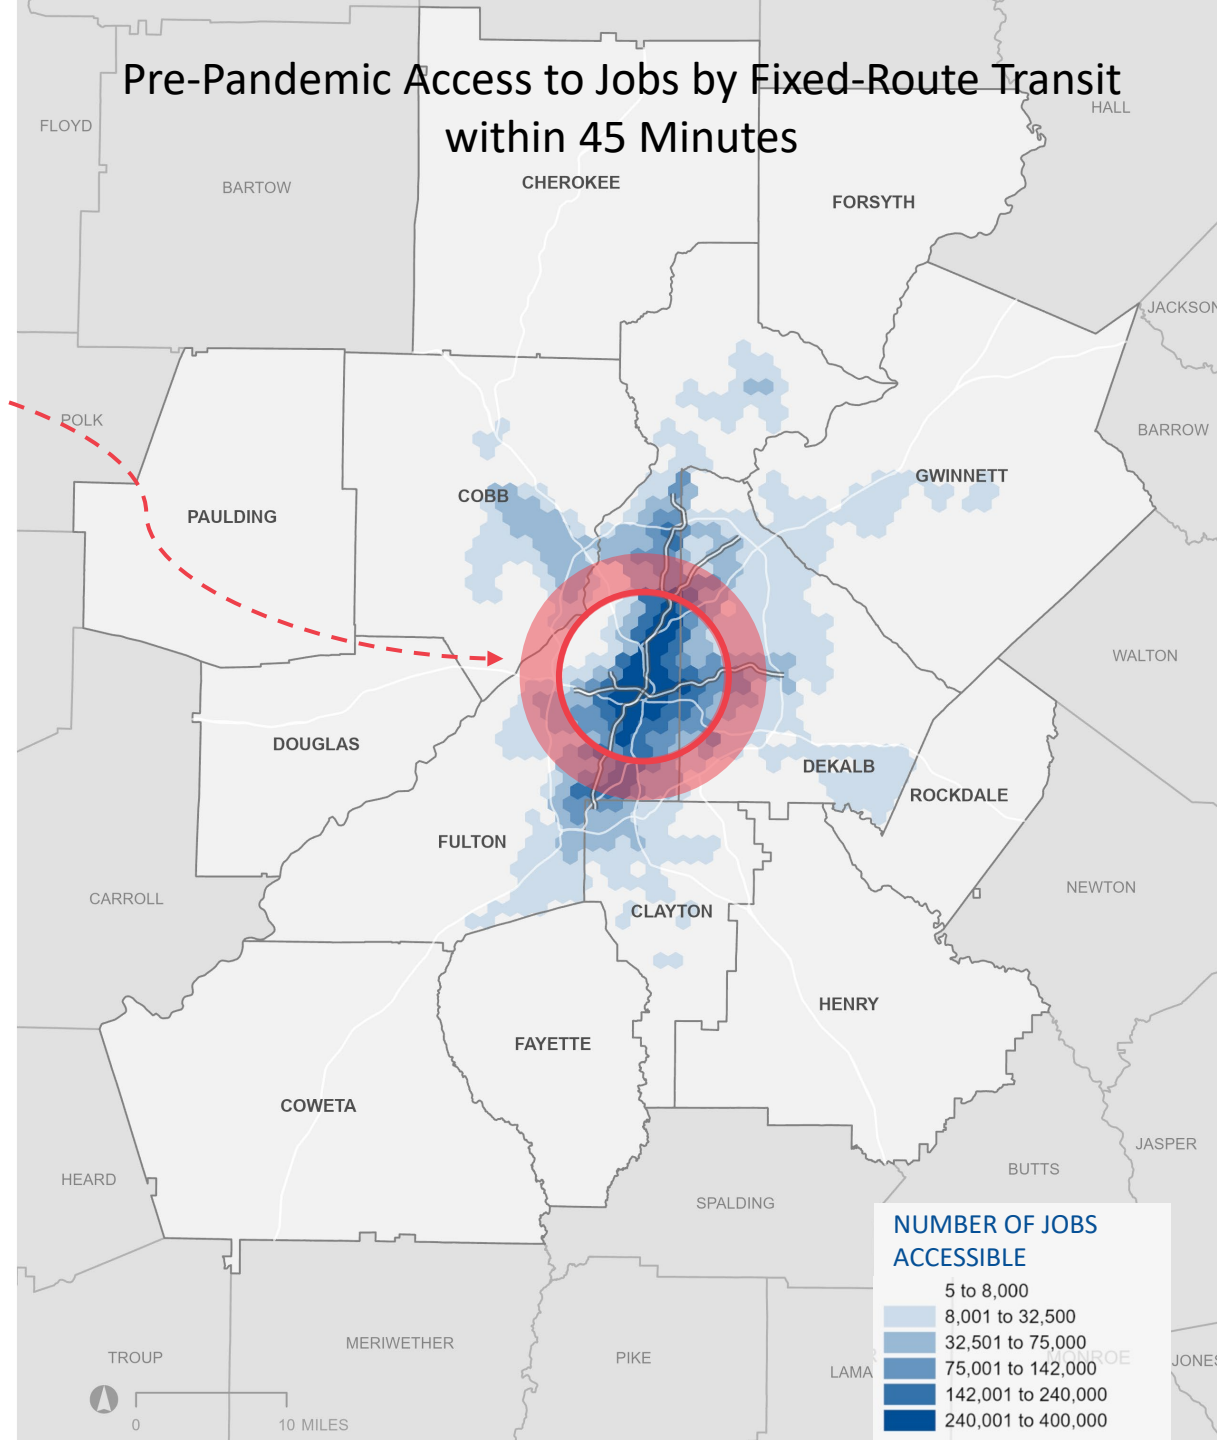 Pre-Pandemic Access to Jobs by Fixed-Route Transit
within 45 Minutes
HALL
FLOYD
CHEROKEE
BARTOW
FORSYTH
JACKSON
POLK
BARROW
GWINNETT
COBB
PAULDING
WALTON
DOUGLAS
DEKALB
ROCKDALE
FULTON
NEWTON
CARROLL
CLAYTON
HENRY
FAYETTE
COWETA
JASPER
BUTTS
HEARD
SPALDING
NUMBER OF JOBS
ACCESSIBLE
5 to 8,000
8,001 to 32,500
32,501 to 75,000
75,001 to 142,000
142,001 to 240,000
240,001 to 400,000
MERIWETHER
TROUP
PIKE
LAMA
MONROE
JONES
0 10 MILES